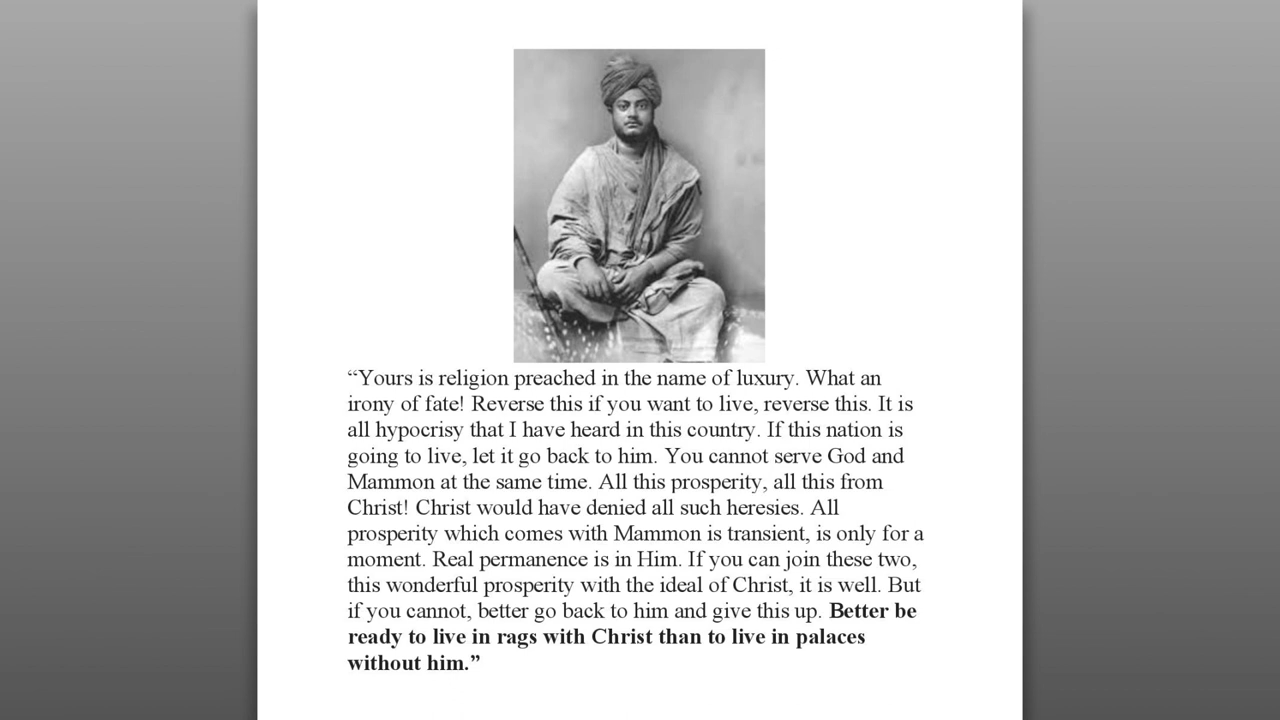 “Yours is religion preached in the name of luxury. What an
irony of fate! Reverse this if you want to live, reverse this. It is
all hypocrisy that I have heard in this country. If this nation is
going to live, let it go back to him. You cannot serve God and
Mammon at the same time. All this prosperity, all this from
Christ! Christ would have denied all such heresies. All
prosperity which comes with Mammon is transient, is only for a
moment. Real permanence is in Him. If you can join these two,
this wonderful prosperity with the ideal of Christ, it is well. But
if you cannot, better go back to him and give this up. Better be
ready to live in rags with Christ than to live in palaces
without him.”